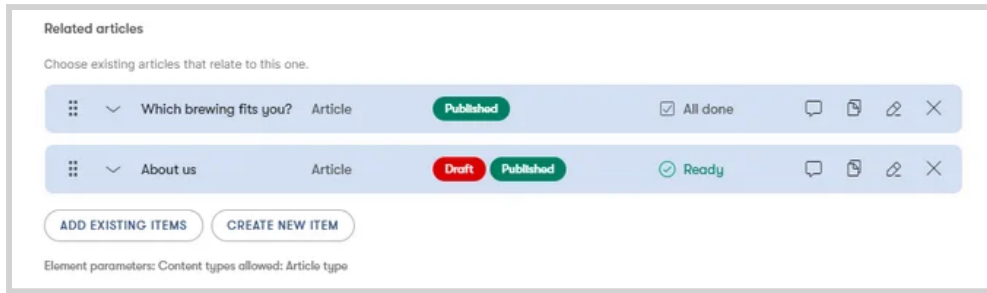 Related articles
Choose existing articles that relate to this one.
Which brewing fits you? Article Published All done
About us Article Draft Published Ready
ADD EXISTING ITEMS CREATE NEW ITEM
Element parameters: Content types allowed: Article type